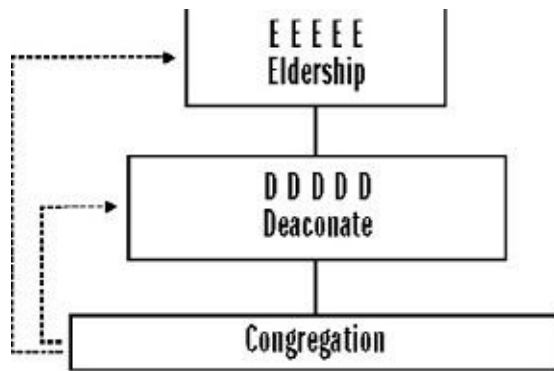 E E E E E
Eldership
D D D D D
Deaconate
Congregation